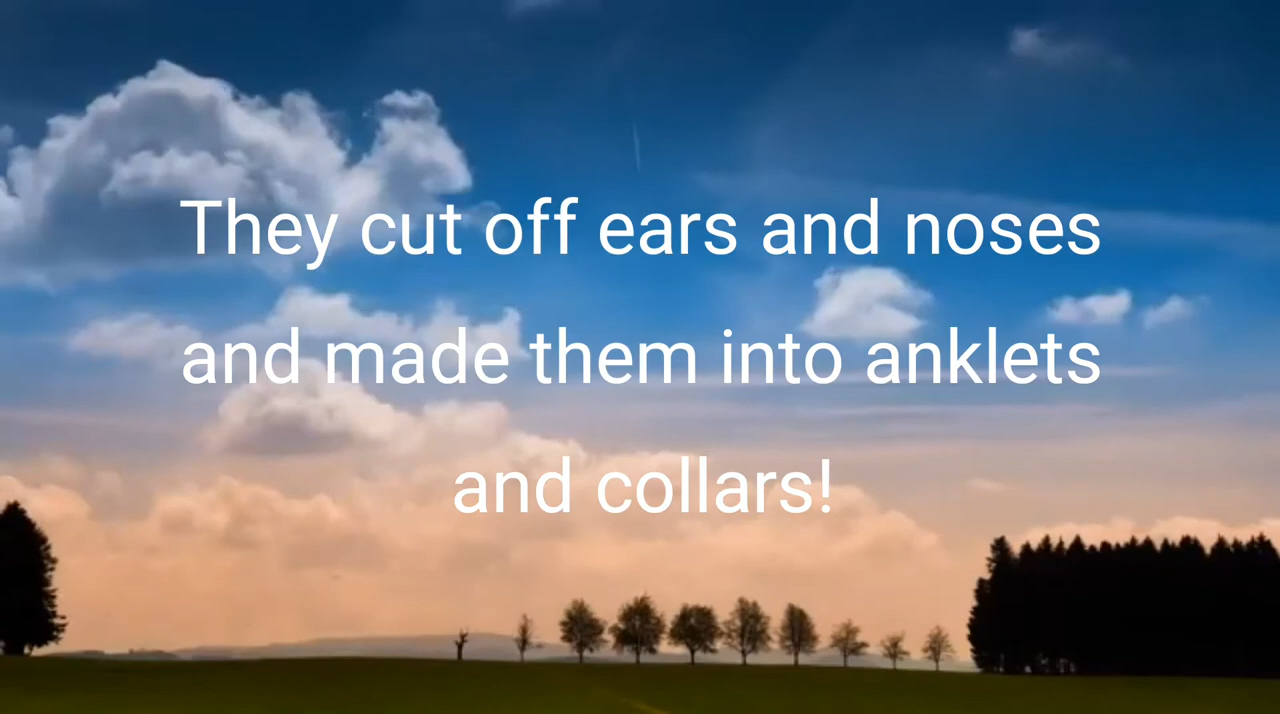 They cut off ears and noses
and made them into anklets
and collars!